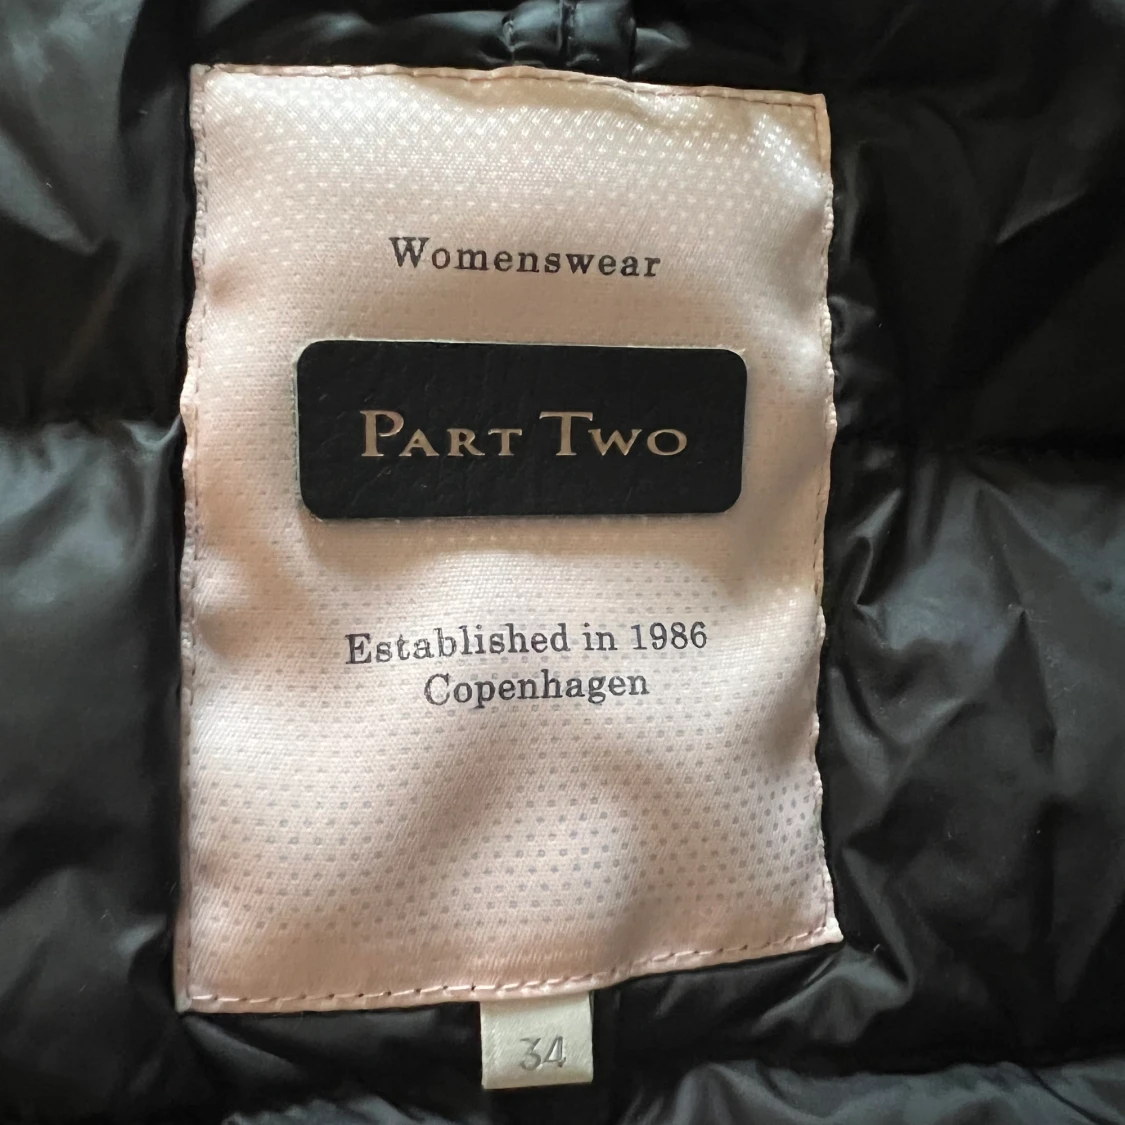 Womenswear
PART TWO
Established in 1986
Copenhagen
34